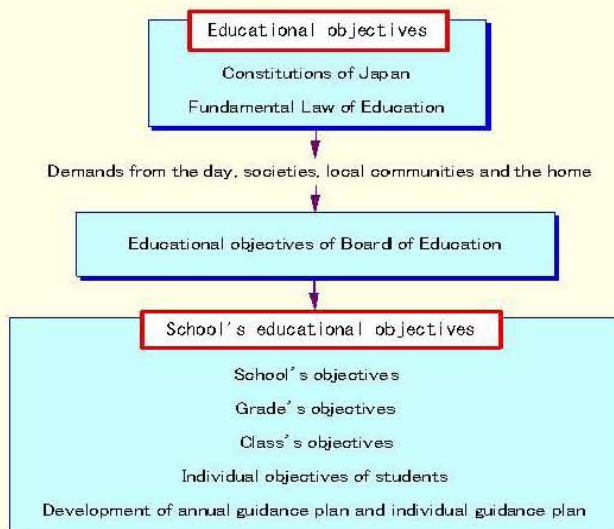 Educational objectives
Constitutions of Japan
Fundamental Law of Education
Demands from the day, societies, local communities and the home
Educational objectives of Board of Education
School's educational objectives
School's objectives
Grade's objectives
Class's objectives
Individual objectives of students
Development of annual guidance plan and individual guidance plan